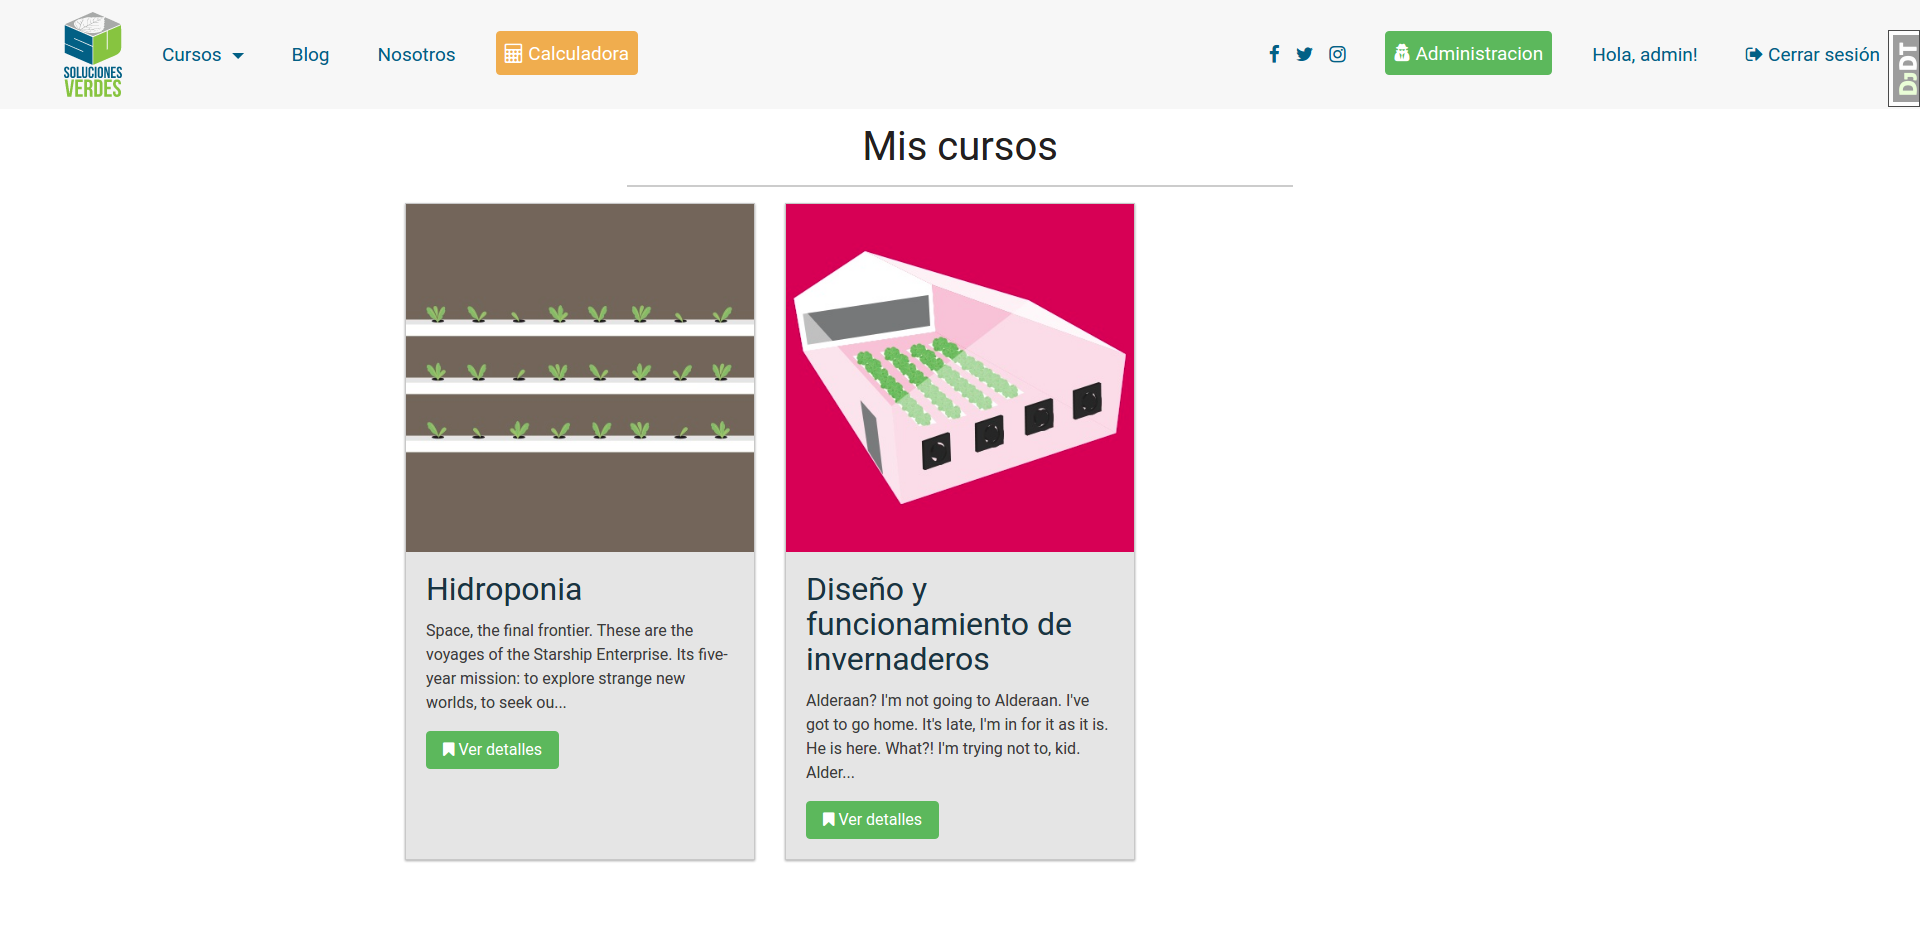 SOLUCIONES
VERDES
Cursos
Blog
Nosotros
Calculadora
Administracion
Hola, admin!
Cerrar sesión
DjDT
Mis cursos
Hidroponia
Space, the final frontier. These are the
voyages of the Starship Enterprise. Its five-
year mission: to explore strange new
worlds, to seek ou...
Ver detalles
Diseño y
funcionamiento de
invernaderos
Alderaan? I'm not going to Alderaan. I've
got to go home. It's late, I'm in for it as it is.
He is here. What?! I'm trying not to, kid.
Alder...
Ver detalles